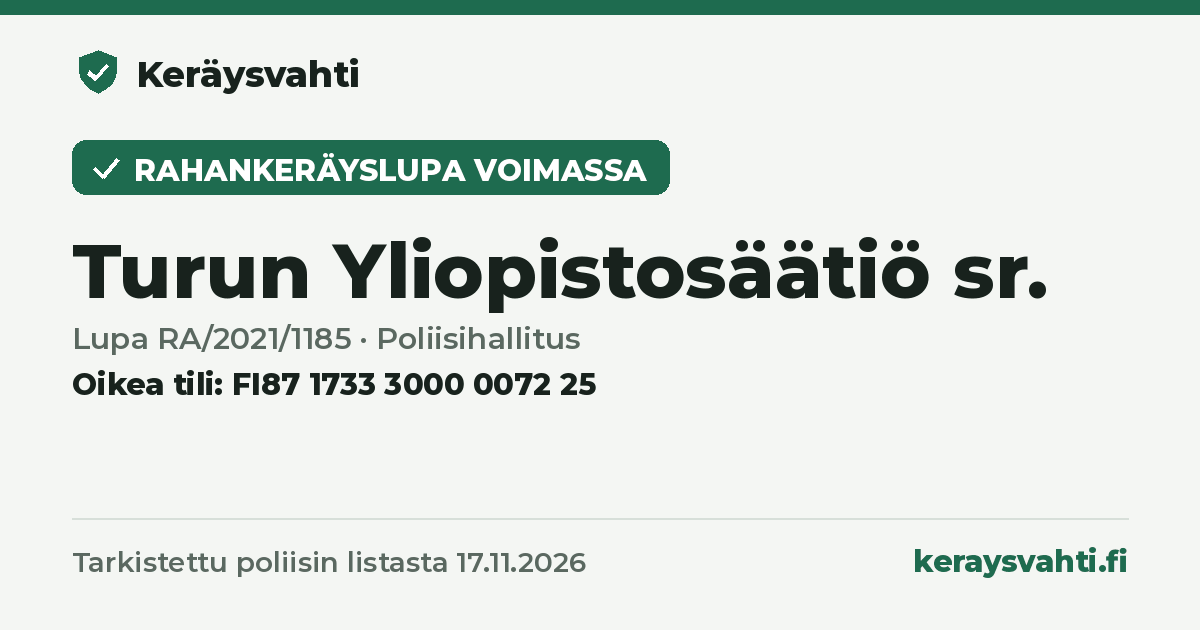 Keräysvahti
RAHANKERÄYSLUPA VOIMASSA
Turun Yliopistosäätiö sr.
Lupa RA/2021/1185 · Poliisihallitus
Oikea tili: FI87 1733 3000 0072 25
Tarkistettu poliisin listasta 17.11.2026
keraysvahti.fi